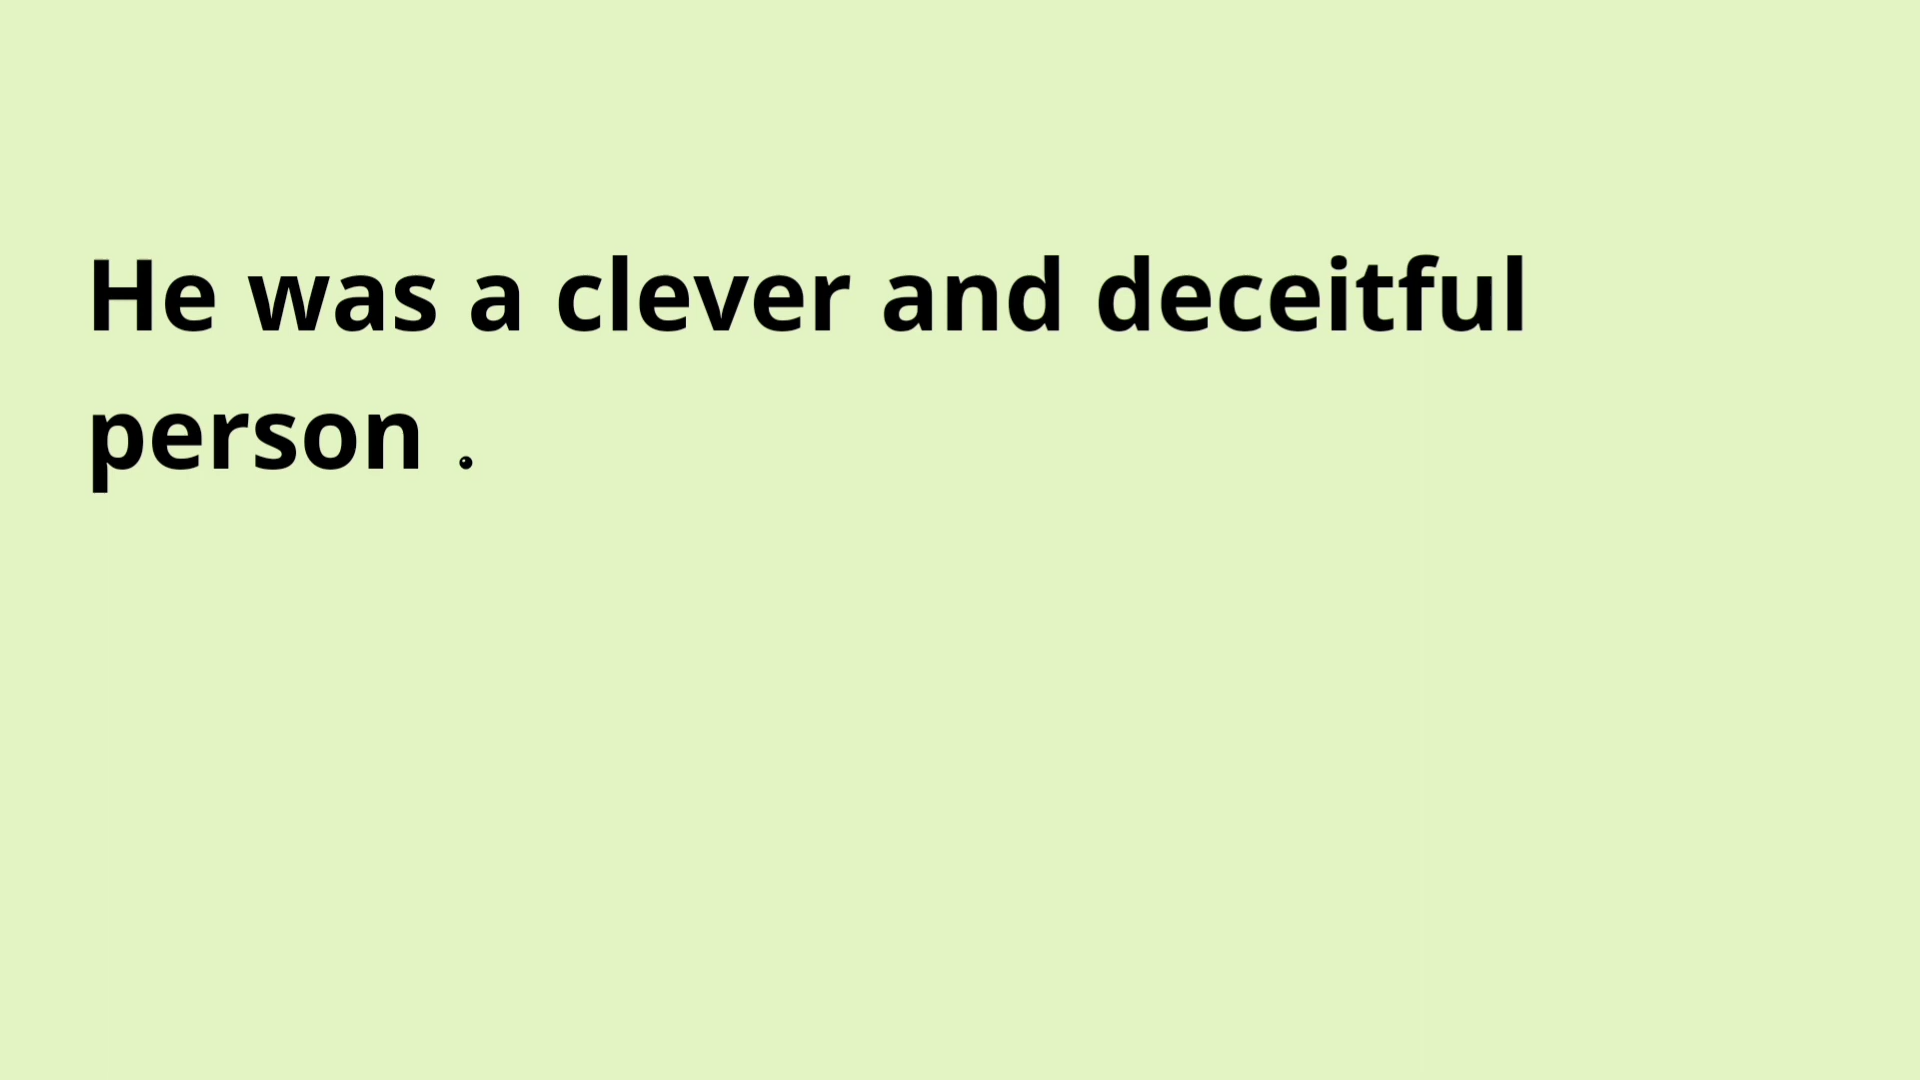 He was a clever and deceitful
person .